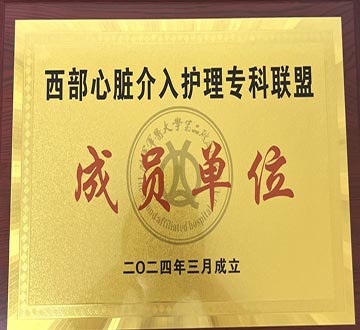 西部心脏介入护理专科联盟
成员单位
二〇二四年三月成立